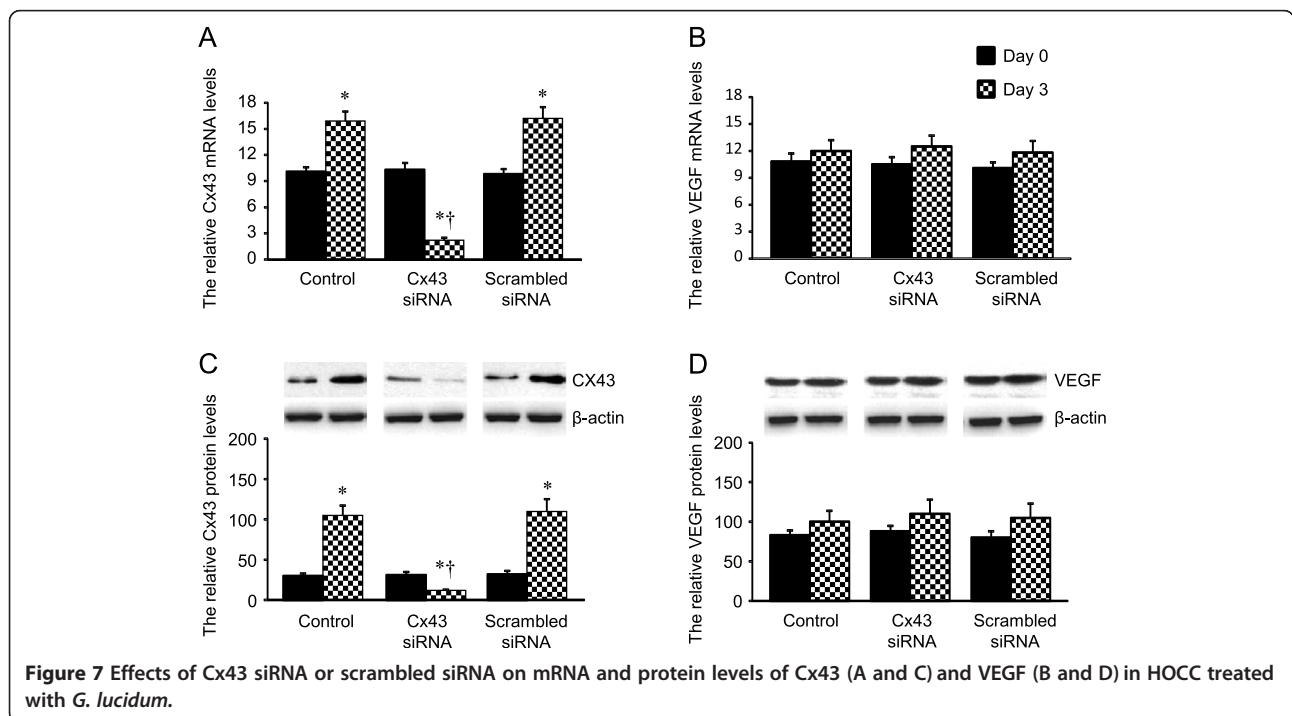 A
The relative Cx43 mRNA levels
18
15
12
9
6
3
0
*
*†
*
Control
Cx43
siRNA
Scrambled
siRNA
B
Day 0
Day 3
The relative VEGF mRNA levels
18
15
12
9
12
3
0
Control
Cx43
siRNA
Scrambled
siRNA
C
CX43
β-actin
The relative Cx43 protein levels
200
150
100
50
0
*
*†
*
Control
Cx43
siRNA
Scrambled
siRNA
D
VEGF
β-actin
The relative VEGF protein levels
200
150
100
50
0
Control
Cx43
siRNA
Scrambled
siRNA
Figure 7 Effects of Cx43 siRNA or scrambled siRNA on mRNA and protein levels of Cx43 (A and C) and VEGF (B and D) in HOCC treated
with G. lucidum.